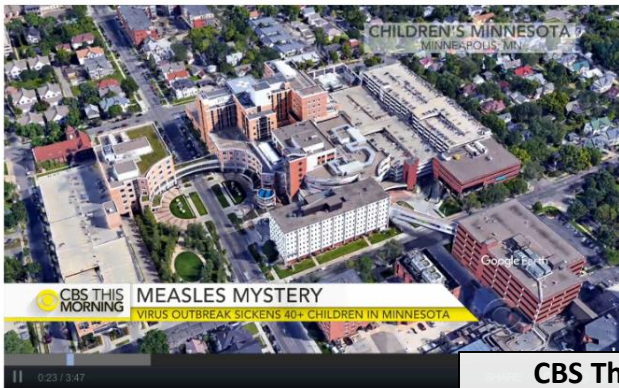 CHILDREN'S MINNESOTA
MINNEAPOLIS, MN
Google Earth
CBS THIS
MORNING
MEASLES MYSTERY
VIRUS OUTBREAK SICKENS 40+ CHILDREN IN MINNESOTA
0:23 / 3:47
CBS Th